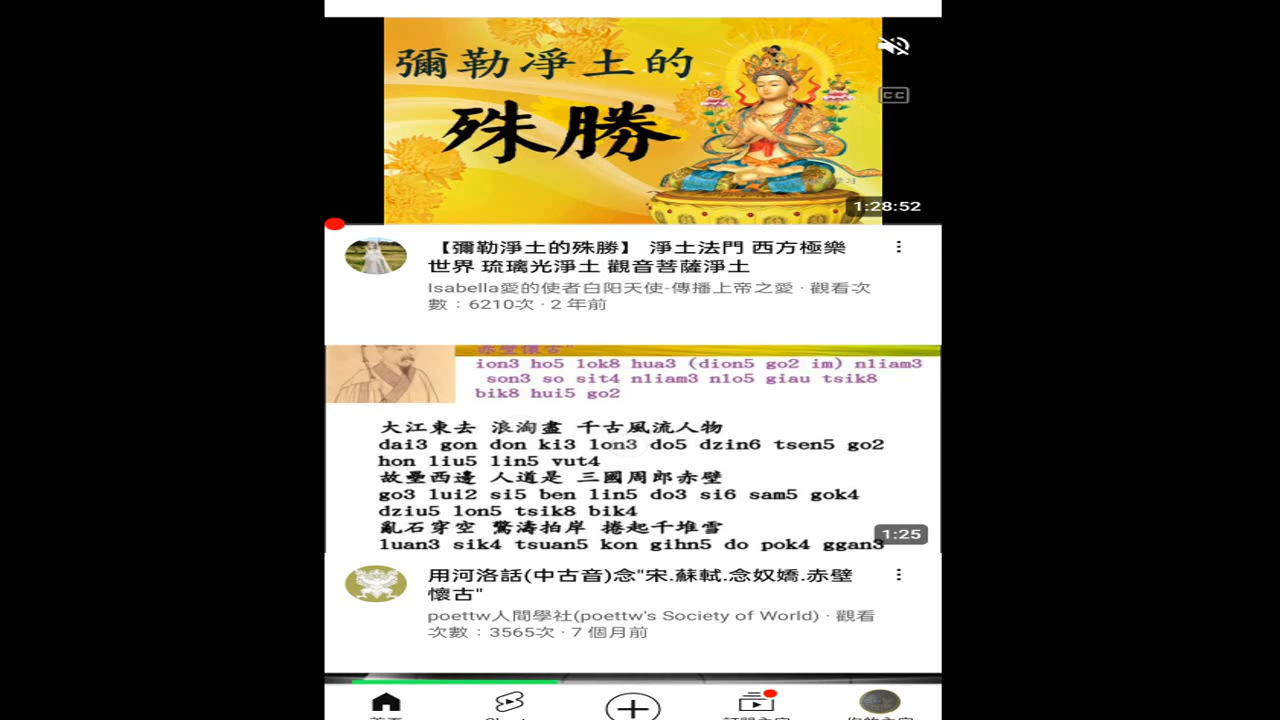 彌勒淨土的
殊勝
CC
1:28:52
【彌勒淨土的殊勝】 淨土法門 西方極樂
世界 琉璃光淨土 觀音菩薩淨土
Isabella愛的使者白阳天使-傳播上帝之愛 · 觀看次
數：6210次 · 2 年前
赤壁懷古"
ion3 ho5 lok8 hua3 (dion5 go2 im) nliam3
son3 so sit4 nliam3 nlo5 giau tsik8
bik8 hui5 go2
大江東去 浪淘盡 千古風流人物
dai3 gon don ki3 lon3 do5 dzin6 tsen5 go2
hon liu5 lin5 vut4
故壘西邊 人道是 三國周郎赤壁
go3 lui2 si5 ben lin5 do3 si6 sam5 gok4
dziu5 lon5 tsik8 bik4
亂石穿空 驚濤拍岸 捲起千堆雪
luan3 sik4 tsuan5 kon gihn5 do pok4 ggan3
1:25
用河洛話(中古音)念"宋.蘇軾.念奴嬌.赤壁
懷古"
poettw人間學社(poettw's Society of World) · 觀看
次數：3565次 · 7 個月前